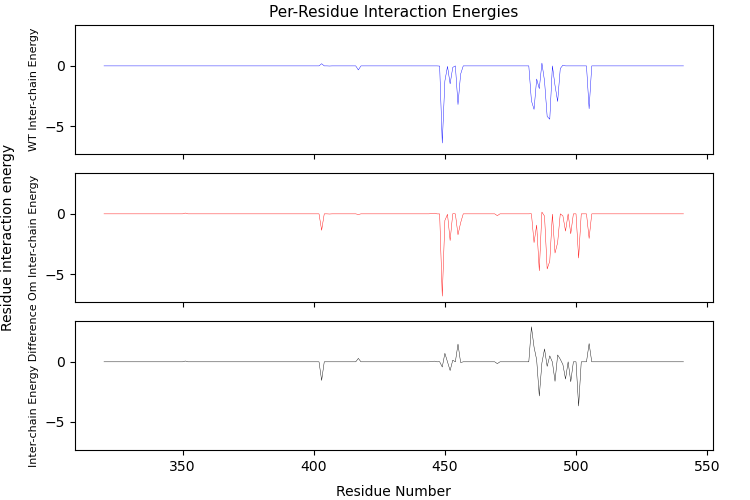 Per-Residue Interaction Energies
Residue interaction energy
WT Inter-chain Energy
0
−5
Om Inter-chain Energy
0
−5
Inter-chain Energy Difference
0
−5
350
400
450
500
550
Residue Number